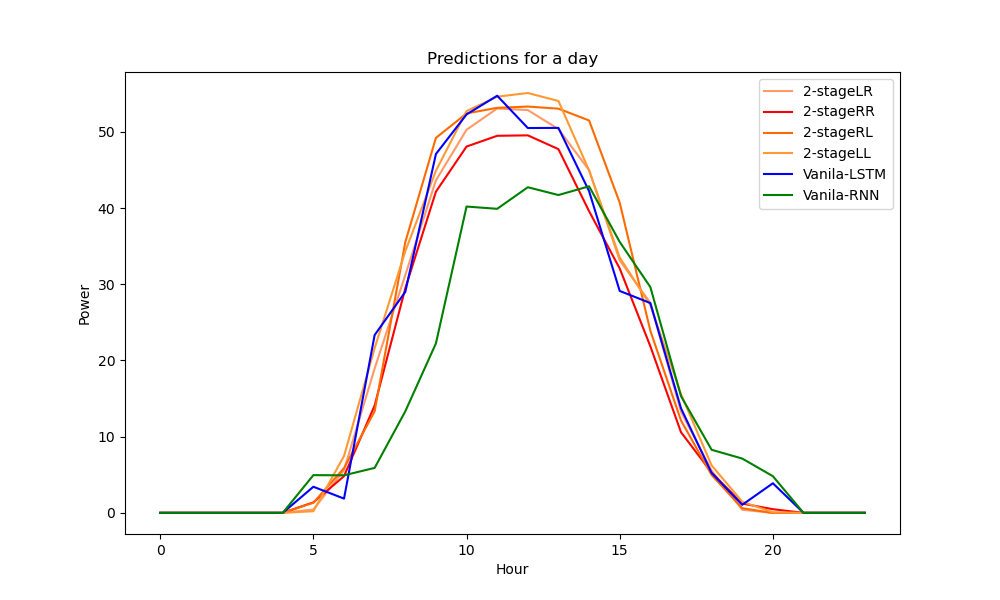 Predictions for a day
2-stageLR
2-stageRR
2-stageRL
2-stageLL
Vanila-LSTM
Vanila-RNN
50
40
30
20
10
0
Power
0 5 10 15 20
Hour